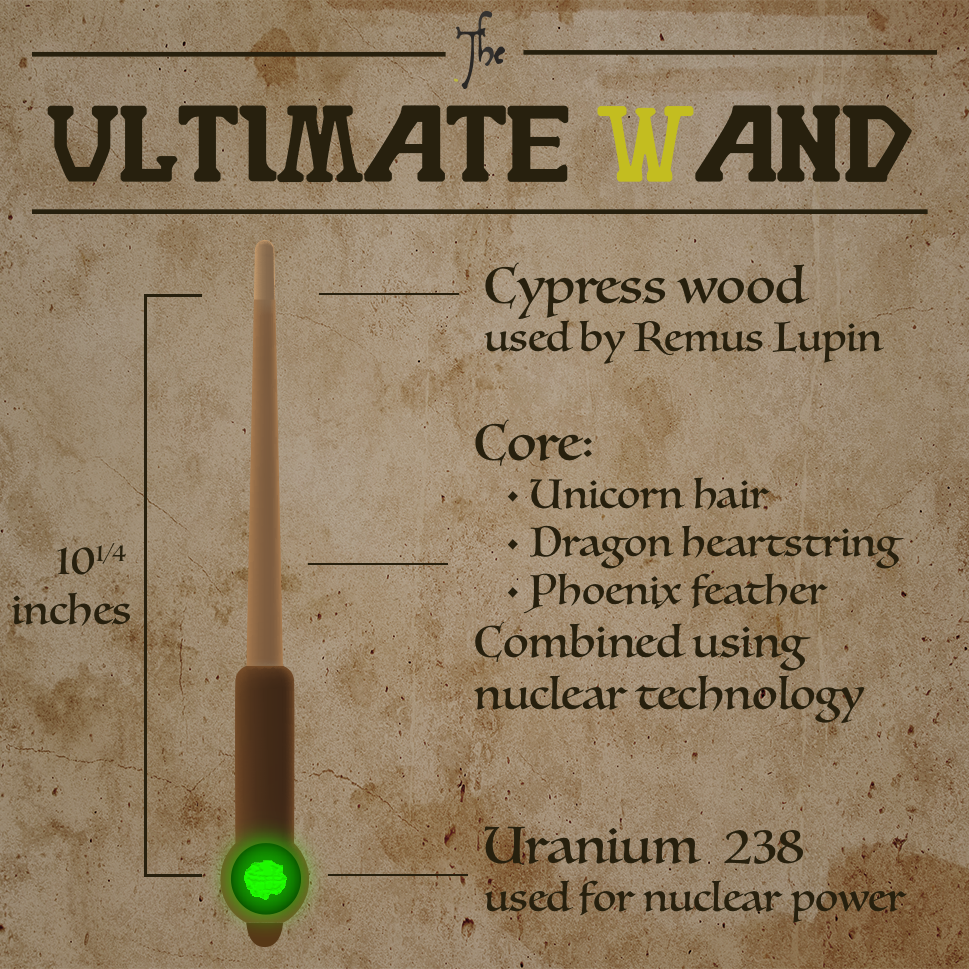 The
ULTIMATE WAND
Cypress wood
used by Remus Lupin
Core:
• Unicorn hair
• Dragon heartstring
• Phoenix feather
Combined using
nuclear technology
10 1/4
inches
Uranium 238
used for nuclear power